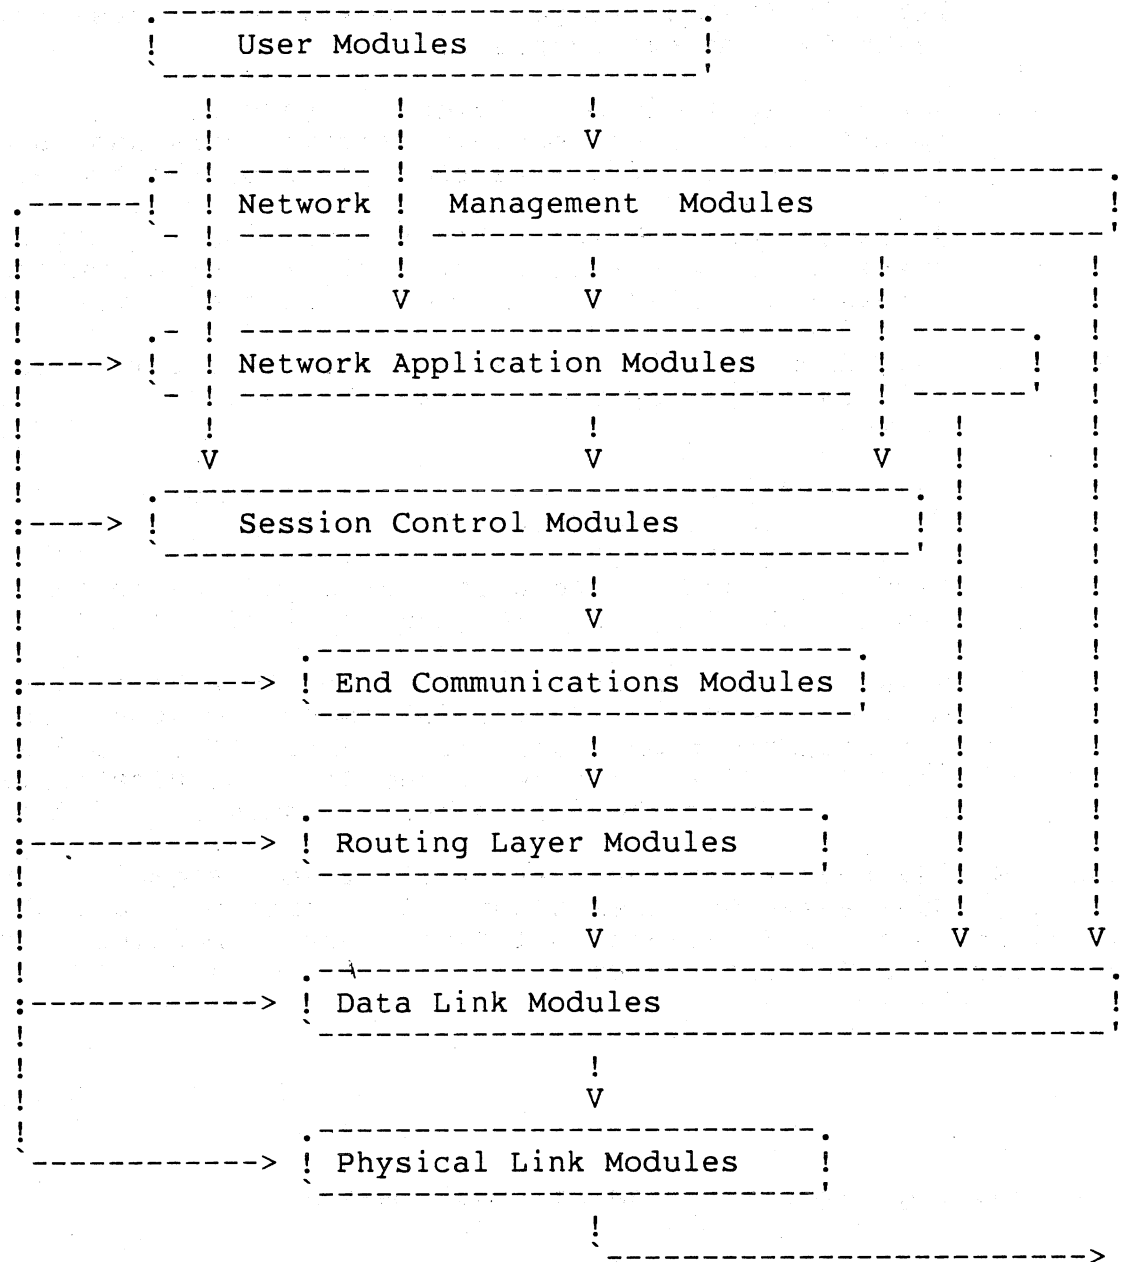 User Modules
Network Management Modules
Network Application Modules
Session Control Modules
End Communications Modules
Routing Layer Modules
Data Link Modules
Physical Link Modules